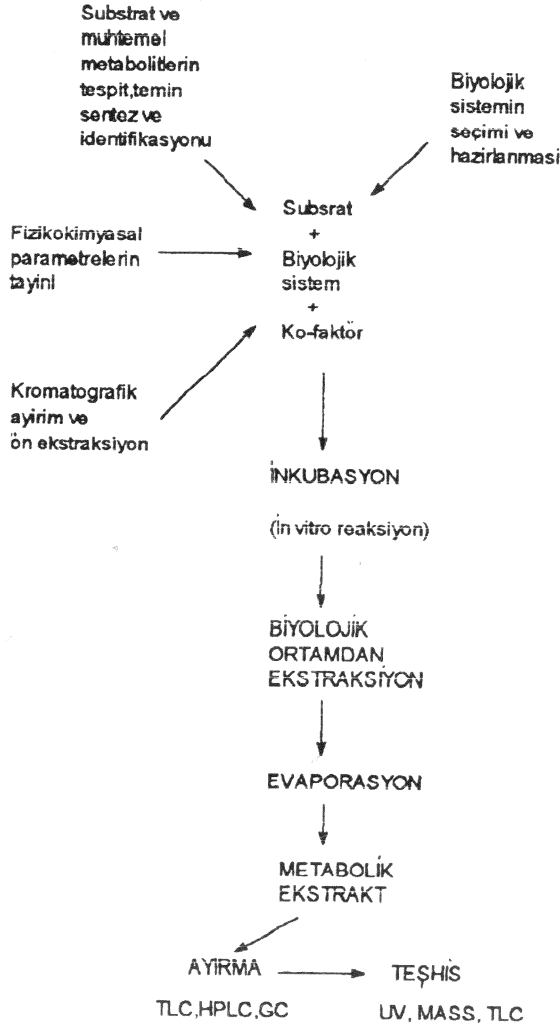 Substrat ve
muhtemel
metabolitlerin
tespit,temin
sentez ve
identifikasyonu
Biyolojik
sistemin
seçimi ve
hazirlanmasi
Subsrat
+
Biyolojik
sistem
+
Ko-faktör
Fizikokimyasal
parametrelerin
tayini
Kromatografik
ayirim ve
ön ekstraksiyon
İNKUBASYON
(İn vitro reaksiyon)
BİYOLOJİK
ORTAMDAN
EKSTRAKSİYON
EVAPORASYON
METABOLİK
EKSTRAKT
AYIRMA
TEŞHİS
TLC,HPLC,GC
UV, MASS, TLC